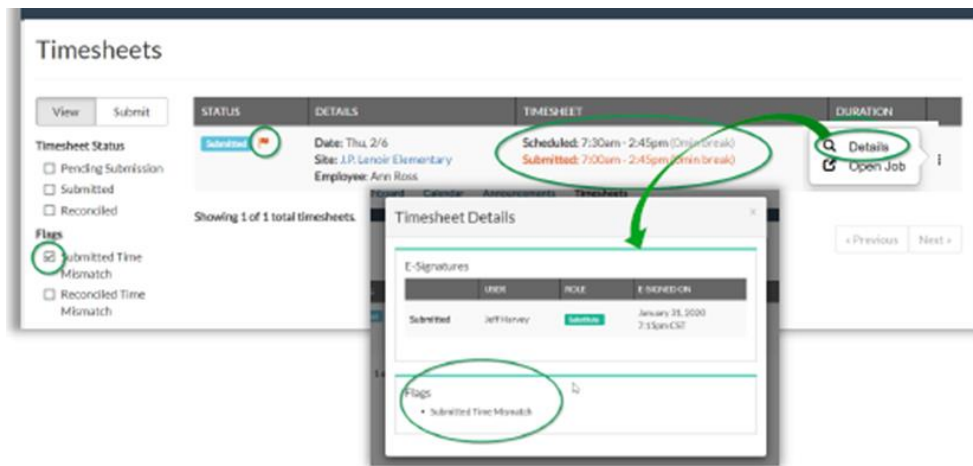 Timesheets
View Submit
STATUS DETAILS TIMESHEET DURATION
Submitted Date: Thu, 2/6 Scheduled: 7:30am - 2:45pm (0min break) Details
Site: J.P. Lenoir Elementary Submitted: 7:00am - 2:45pm (0min break) Open Job
Employee: Ann Ross
Timesheet Status
Pending Submission
Submitted
Reconciled
Flags
Submitted Time
Mismatch
Reconciled Time
Mismatch
Showing 1 of 1 total timesheets.
« Previous Next »
Calendar Announcements Timesheets
Timesheet Details ×
E-Signatures
USER ROLE E-SIGNED ON
Submitted Jeff Harvey Substitute January 31, 2020
7:15pm CST
Flags
• Submitted Time Mismatch